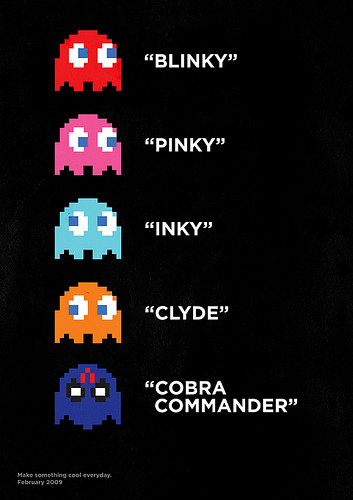 “BLINKY”
“PINKY”
“INKY”
“CLYDE”
“COBRA
COMMANDER”
Make something cool everyday.
February 2009